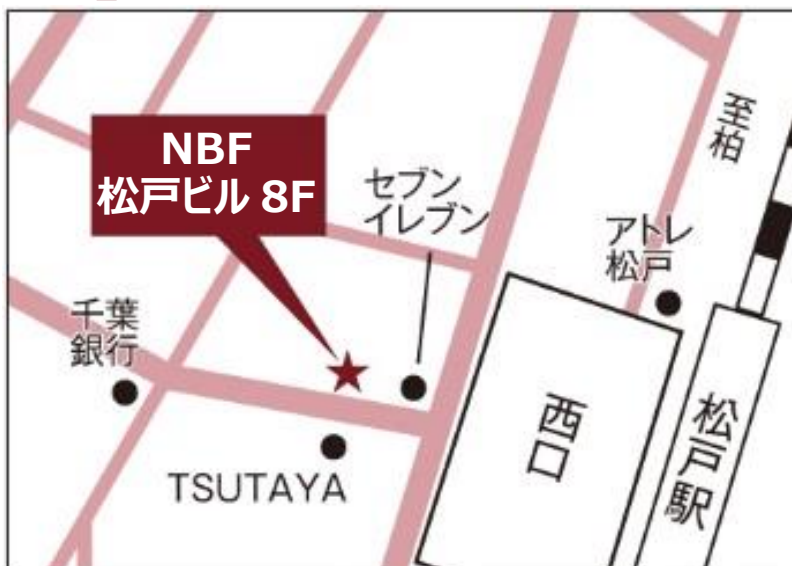 NBF
松戸ビル 8F
セブン
イレブン
至柏
アトレ
松戸
千葉
銀行
西口
松戸駅
TSUTAYA